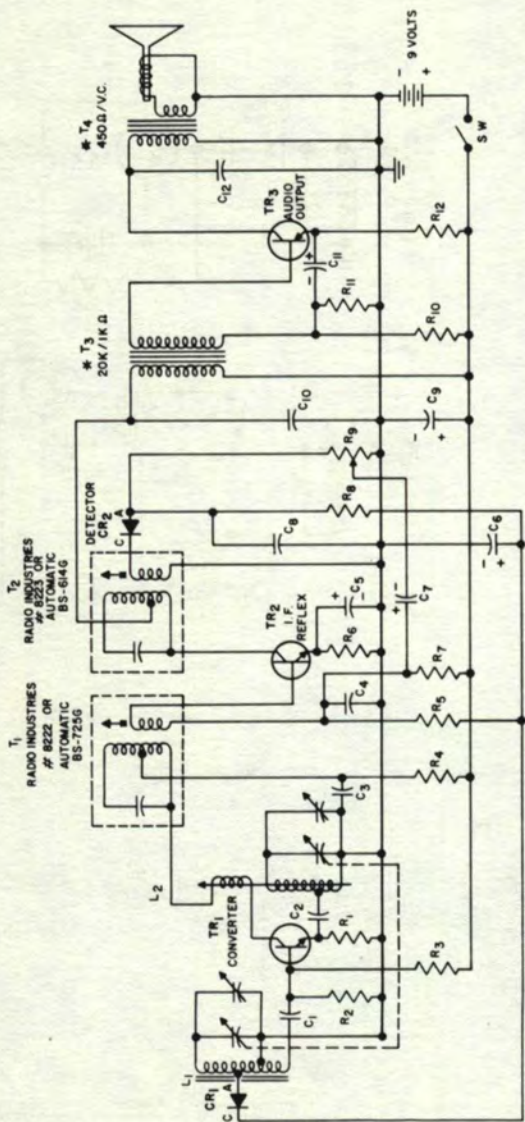 T1
RADIO INDUSTRIES
# 8222 OR
AUTOMATIC
BS-725G
T2
RADIO INDUSTRIES
# 8223 OR
AUTOMATIC
BS-614G
* T3
20K/1K Ω
* T4
450Ω/V.C.
L1
CR1
A
C
C1
R2
TR1
CONVERTER
L2
C2
R1
R3
C3
R4
R5
R7
C4
TR2
I.F.
REFLEX
R6
+
C5
-
DETECTOR
CR2
C
A
C8
+
C7
-
R8
R9
-
C6
+
C10
-
C9
+
R10
R11
TR3
AUDIO
OUTPUT
+
C11
-
R12
C12
-
9 VOLTS
+
SW